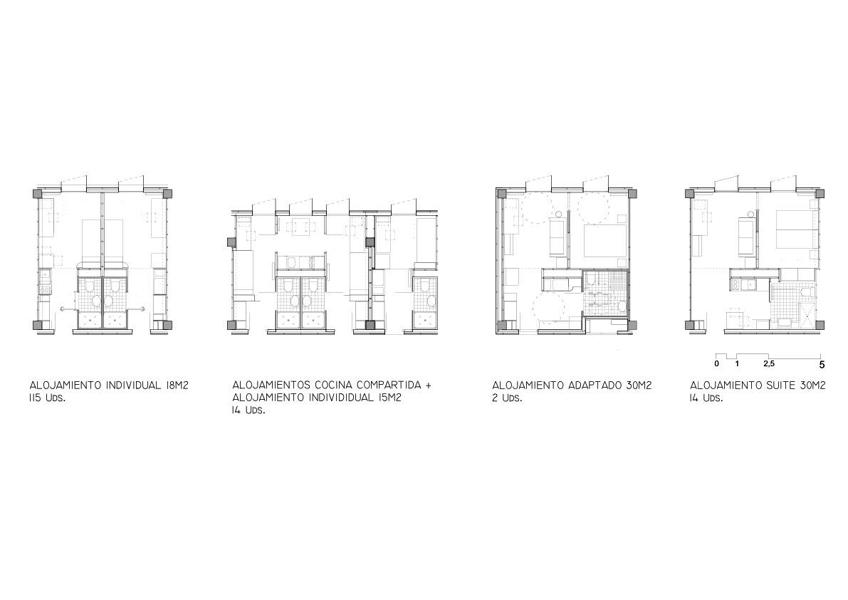 0 1 2,5 5
ALOJAMIENTO INDIVIDUAL 18M2
115 UDS.
ALOJAMIENTOS COCINA COMPARTIDA +
ALOJAMIENTO INDIVIDIDUAL 15M2
14 UDS.
ALOJAMIENTO ADAPTADO 30M2
2 UDS.
ALOJAMIENTO SUITE 30M2
14 UDS.